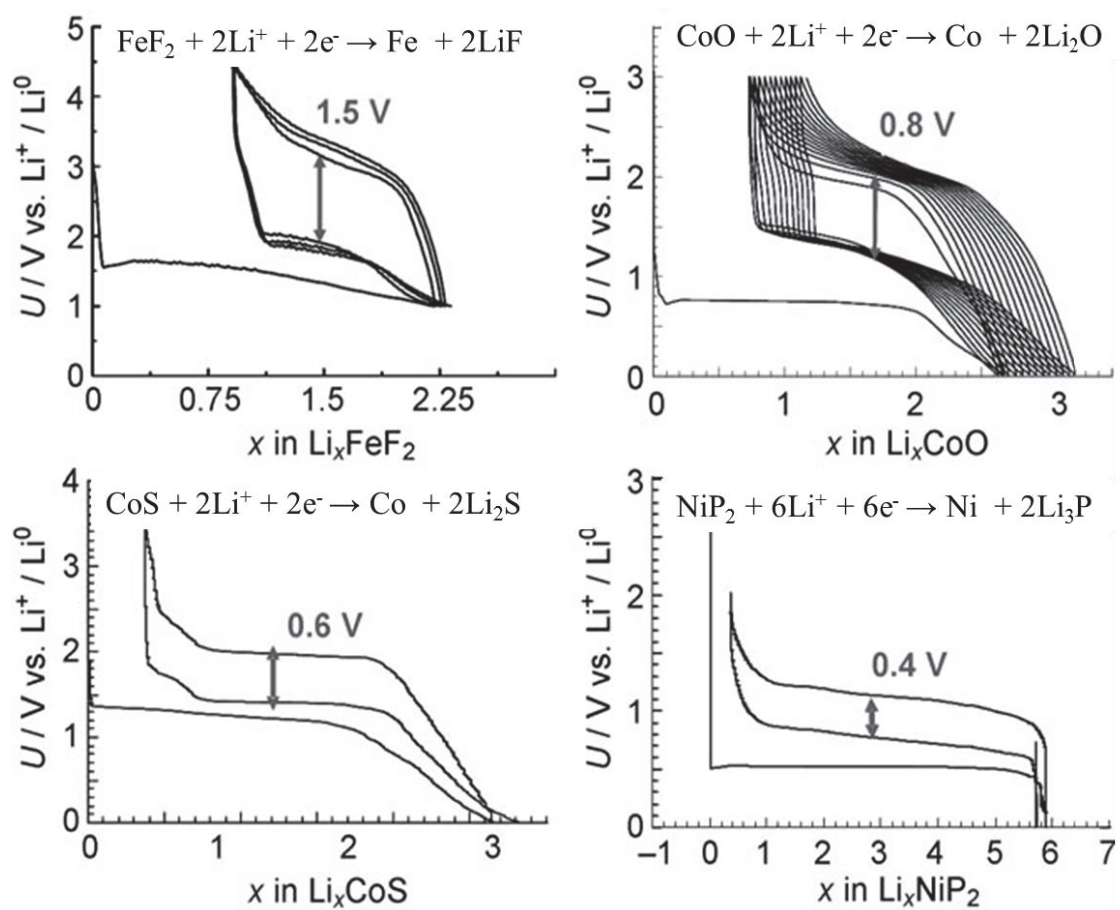 FeF₂ + 2Li⁺ + 2e⁻ → Fe + 2LiF
U / V vs. Li⁺ / Li⁰
5
4
3
2
1
0
1.5 V
0 0.75 1.5 2.25
x in LiₓFeF₂
CoO + 2Li⁺ + 2e⁻ → Co + 2Li₂O
U / V vs. Li⁺ / Li⁰
3
2
1
0
0.8 V
0 1 2 3
x in LiₓCoO
CoS + 2Li⁺ + 2e⁻ → Co + 2Li₂S
U / V vs. Li⁺ / Li⁰
4
3
2
1
0
0.6 V
0 1 2 3
x in LiₓCoS
NiP₂ + 6Li⁺ + 6e⁻ → Ni + 2Li₃P
U / V vs. Li⁺ / Li⁰
3
2
1
0
0.4 V
–1 0 1 2 3 4 5 6 7
x in LiₓNiP₂